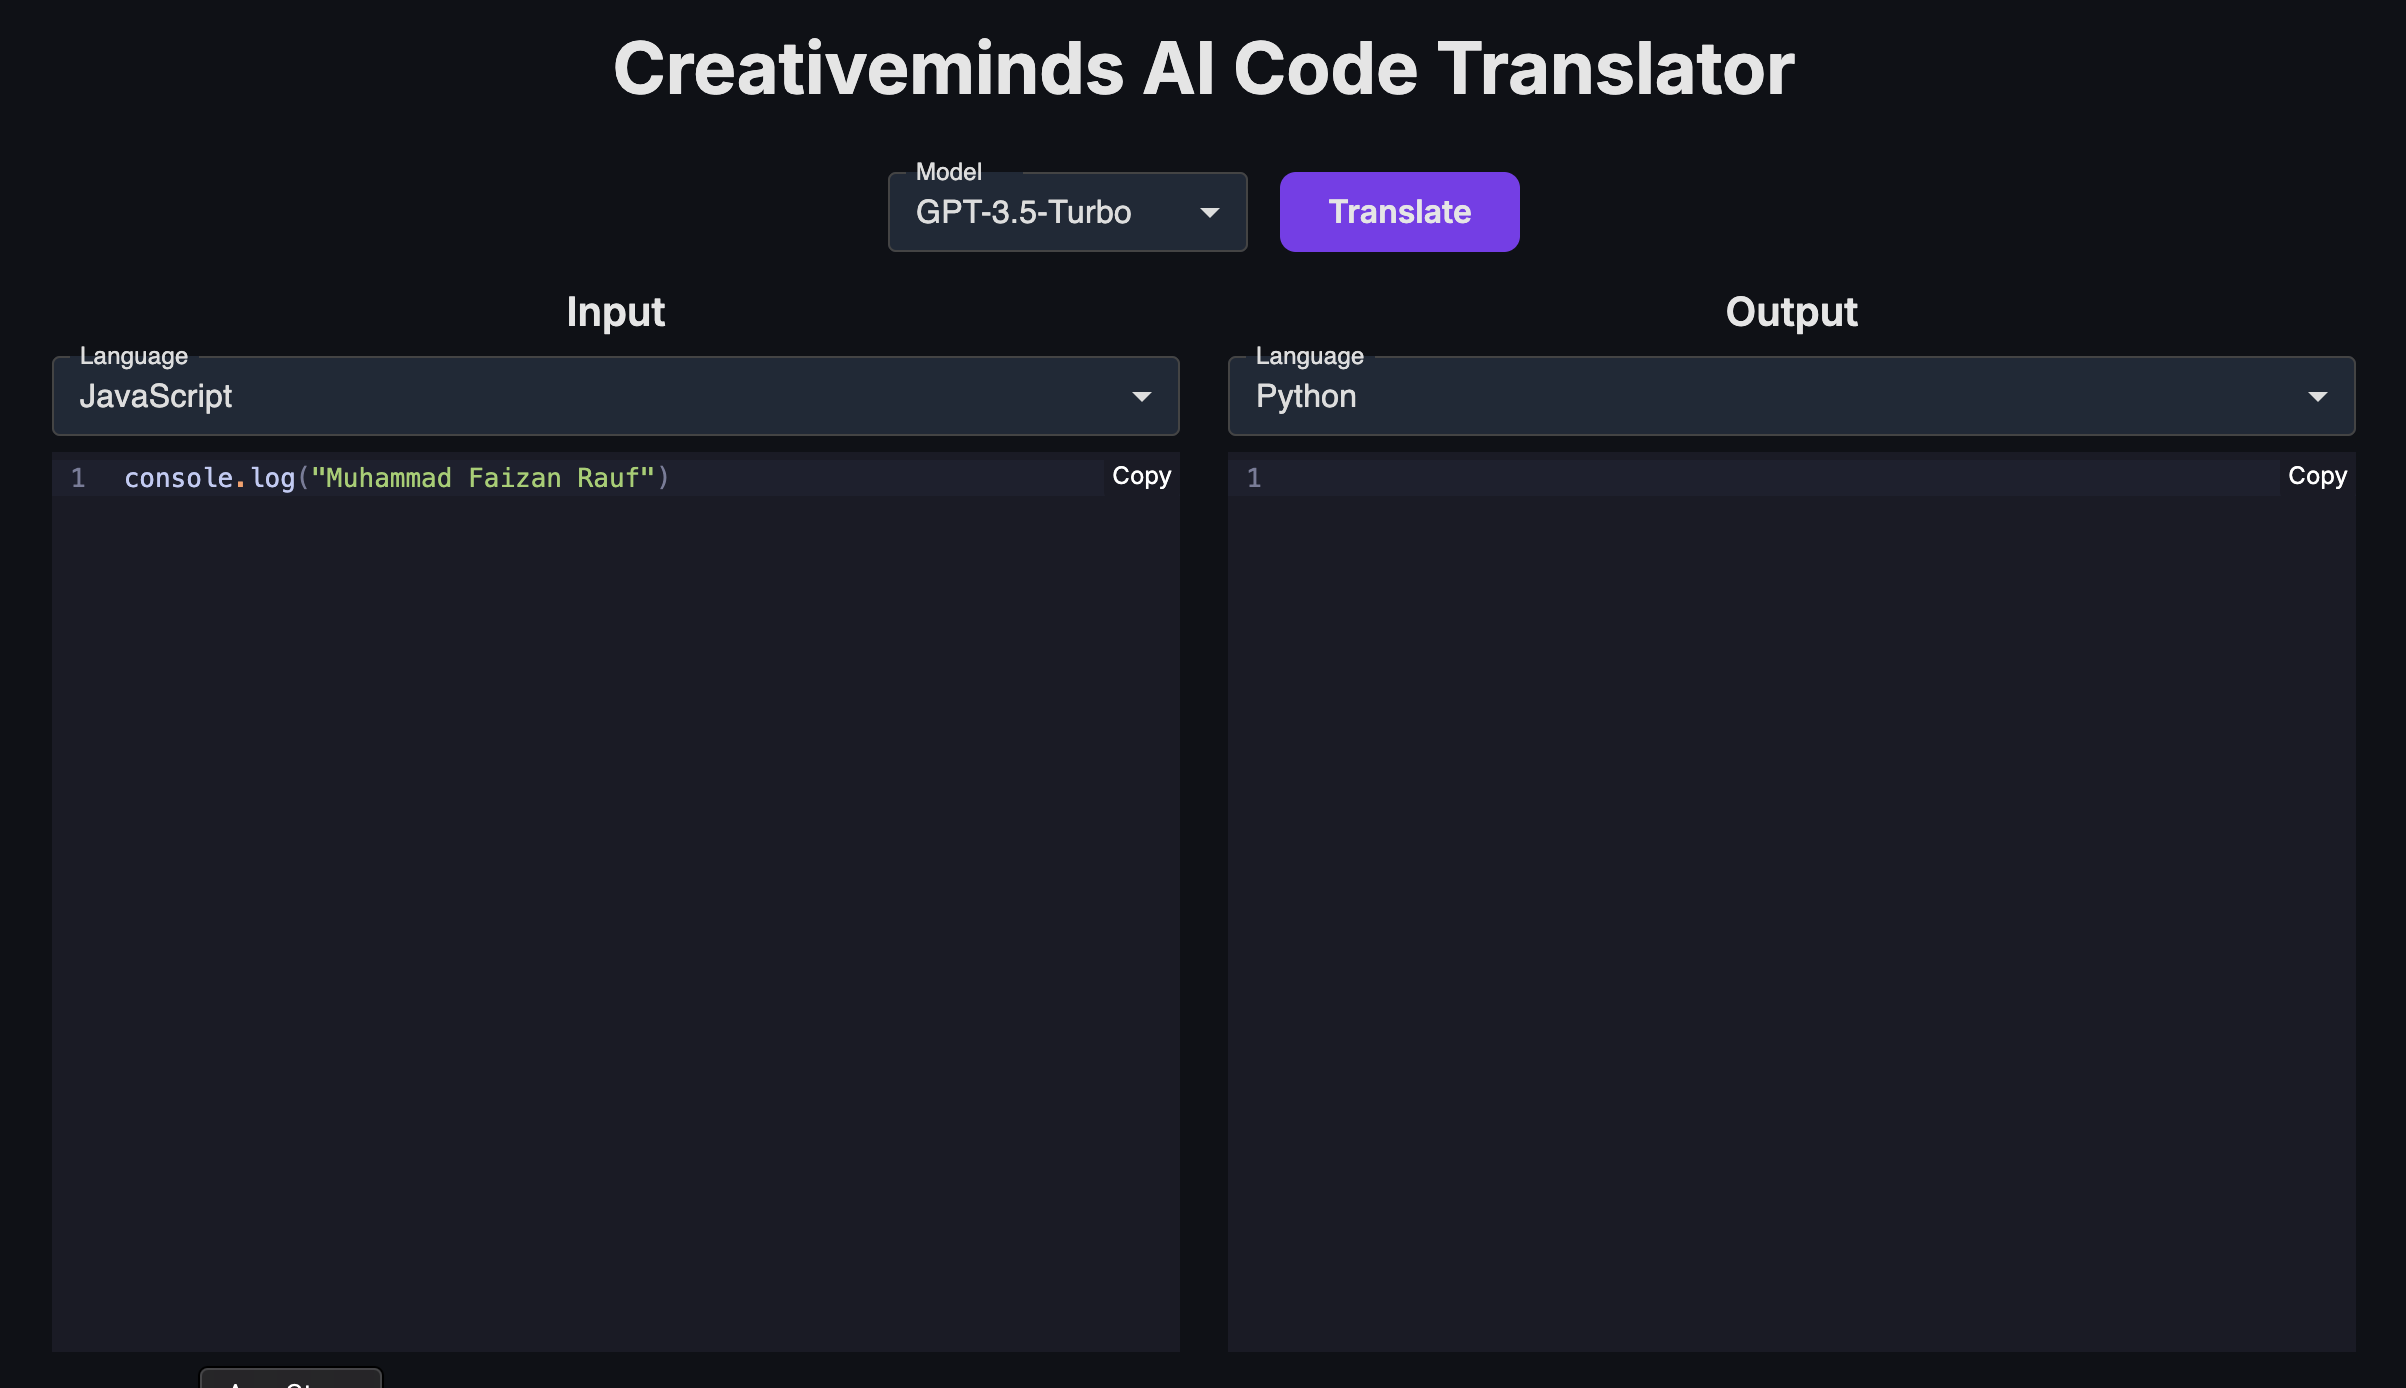 Creativeminds AI Code Translator
Model
GPT-3.5-Turbo
Translate
Input
Language
JavaScript
1 console.log("Muhammad Faizan Rauf")
Copy
Output
Language
Python
1
Copy